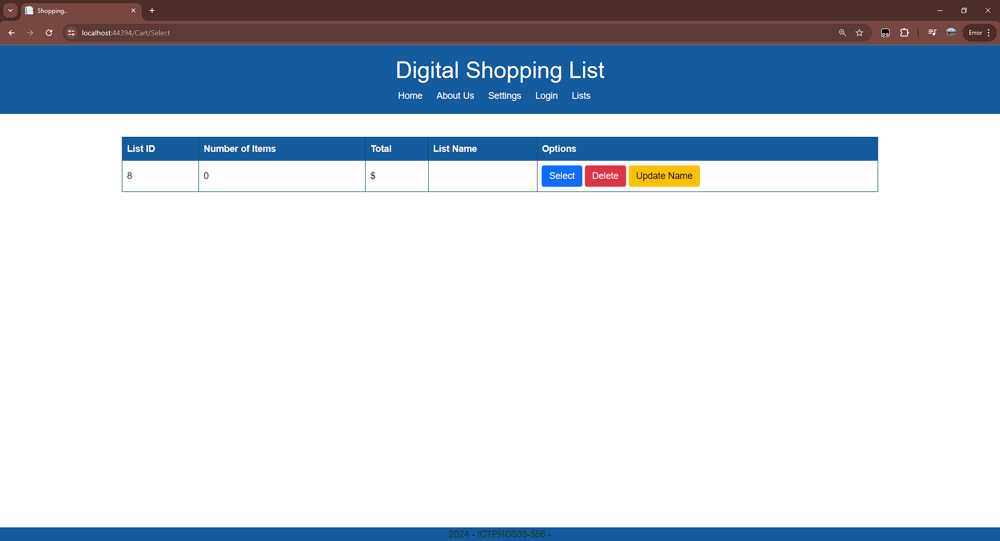 Shopping..
localhost:44394/Cart/Select
Error
Digital Shopping List
Home About Us Settings Login Lists
List ID Number of Items Total List Name Options
8 0 $ Select Delete Update Name
2024 - ICTPRG535-556 -